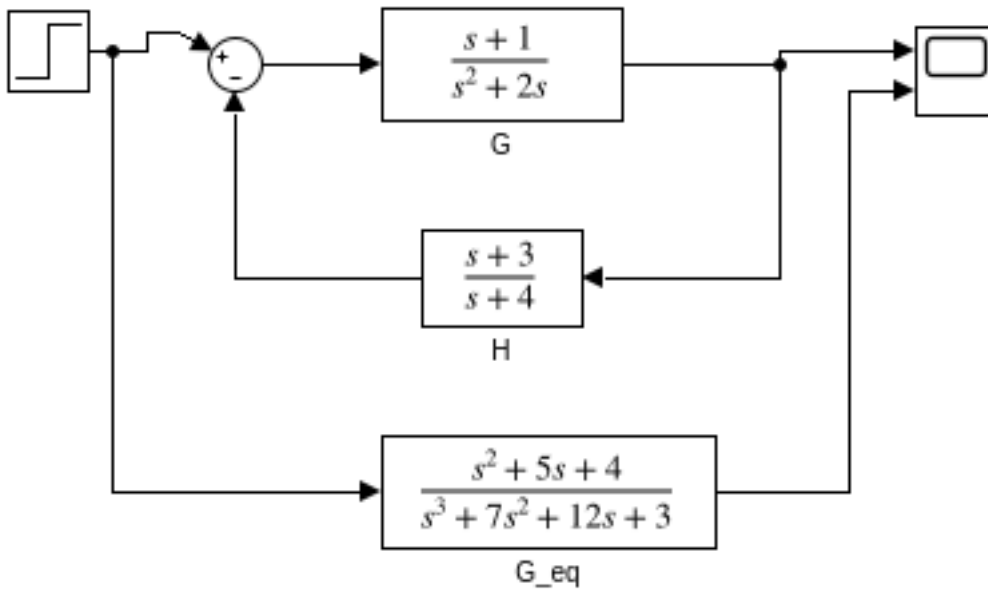 +
−
s + 1
s² + 2s
G
s + 3
s + 4
H
s² + 5s + 4
s³ + 7s² + 12s + 3
G_eq